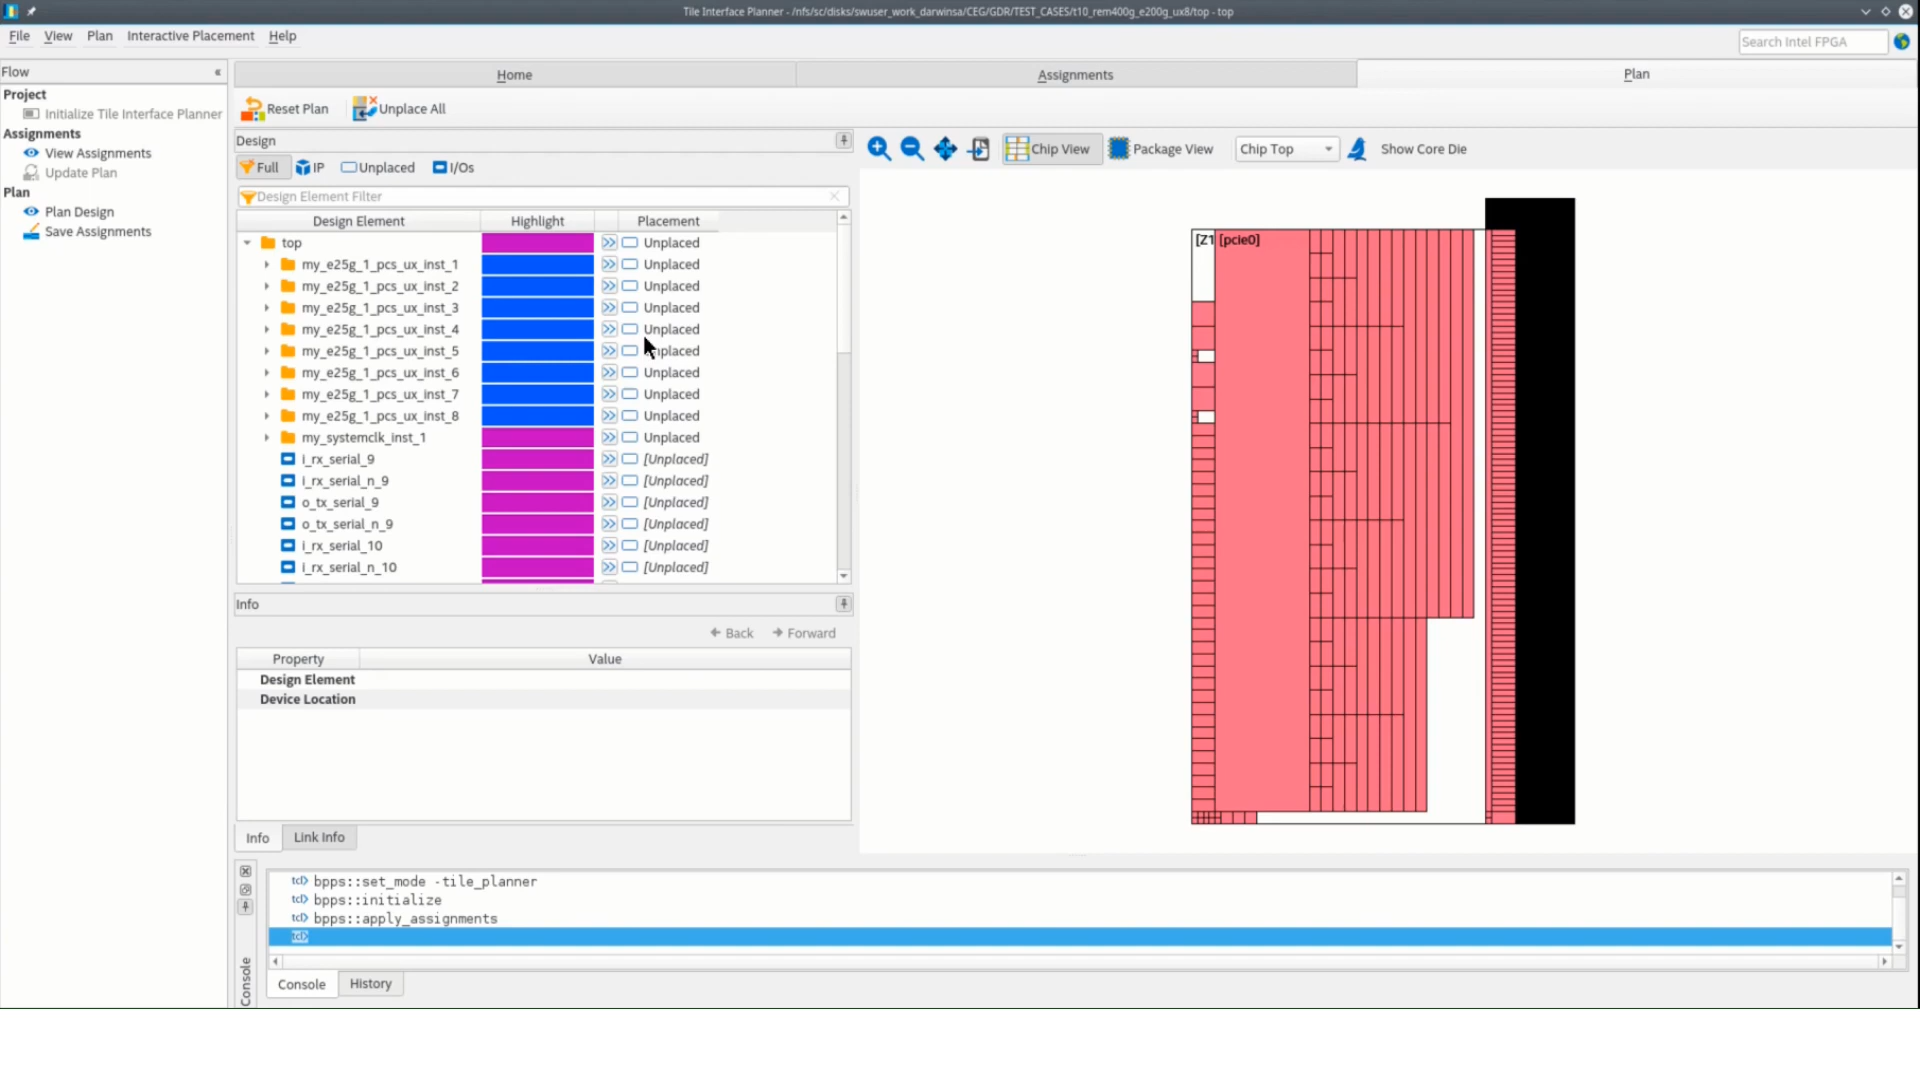 Tile Interface Planner - /nfs/sc/disks/swuser_work_darwinsa/CEG/GDR/TEST_CASES/t10_rem400g_e200g_ux8/top - top
File View Plan Interactive Placement Help
Search Intel FPGA
Flow
Project
Initialize Tile Interface Planner
Assignments
View Assignments
Update Plan
Plan
Plan Design
Save Assignments
Home Assignments Plan
Reset Plan Unplace All
Design
Full IP Unplaced I/Os
Design Element Filter
Design Element Highlight Placement
top Unplaced
my_e25g_1_pcs_ux_inst_1 Unplaced
my_e25g_1_pcs_ux_inst_2 Unplaced
my_e25g_1_pcs_ux_inst_3 Unplaced
my_e25g_1_pcs_ux_inst_4 Unplaced
my_e25g_1_pcs_ux_inst_5 nplaced
my_e25g_1_pcs_ux_inst_6 Unplaced
my_e25g_1_pcs_ux_inst_7 Unplaced
my_e25g_1_pcs_ux_inst_8 Unplaced
my_systemclk_inst_1 Unplaced
i_rx_serial_9 [Unplaced]
i_rx_serial_n_9 [Unplaced]
o_tx_serial_9 [Unplaced]
o_tx_serial_n_9 [Unplaced]
i_rx_serial_10 [Unplaced]
i_rx_serial_n_10 [Unplaced]
Info
Back Forward
Property Value
Design Element
Device Location
Info Link Info
Chip View Package View Chip Top Show Core Die
[Z1 [pcie0]
tcl> bpps::set_mode -tile_planner
tcl> bpps::initialize
tcl> bpps::apply_assignments
tcl>
Console
Console History